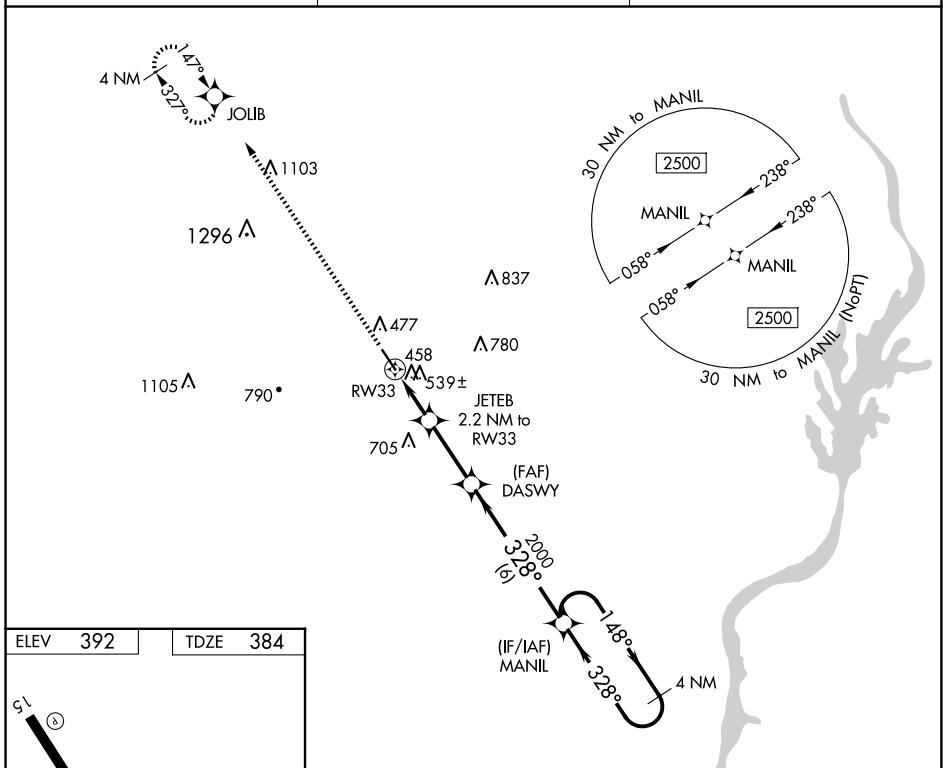 147°
4 NM
327°
JOLIB
1103
1296
837
477
780
458
539±
RW33
1105
790
JETEB
2.2 NM to
RW33
705
(FAF)
DASWY
2000
328°
(6)
(IF/IAF)
MANIL
148°
328°
4 NM
30 NM to MANIL
2500
238°
MANIL
058°
238°
MANIL
058°
2500
30 NM to MANIL (NoPT)
ELEV 392
TDZE 384
15
P